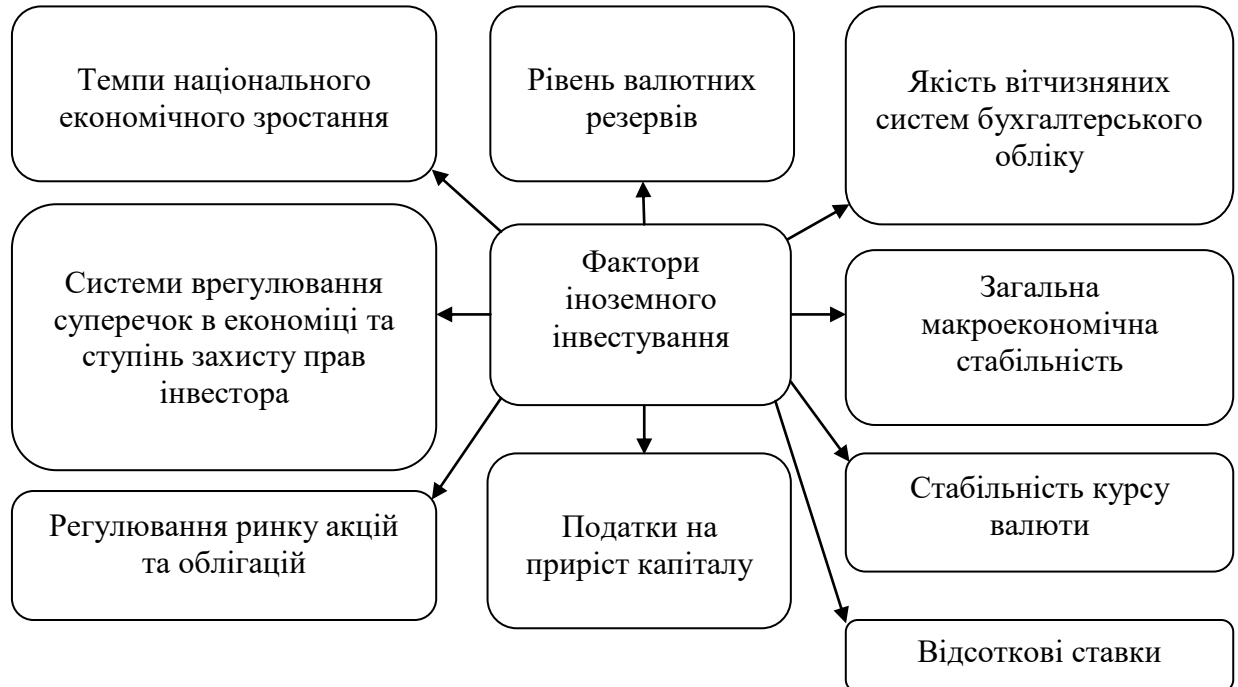 Темпи національного
економічного зростання
Рівень валютних
резервів
Якість вітчизняних
систем бухгалтерського
обліку
Системи врегулювання
суперечок в економіці та
ступінь захисту прав
інвестора
Фактори
іноземного
інвестування
Загальна
макроекономічна
стабільність
Регулювання ринку акцій
та облігацій
Податки на
приріст капіталу
Стабільність курсу
валюти
Відсоткові ставки